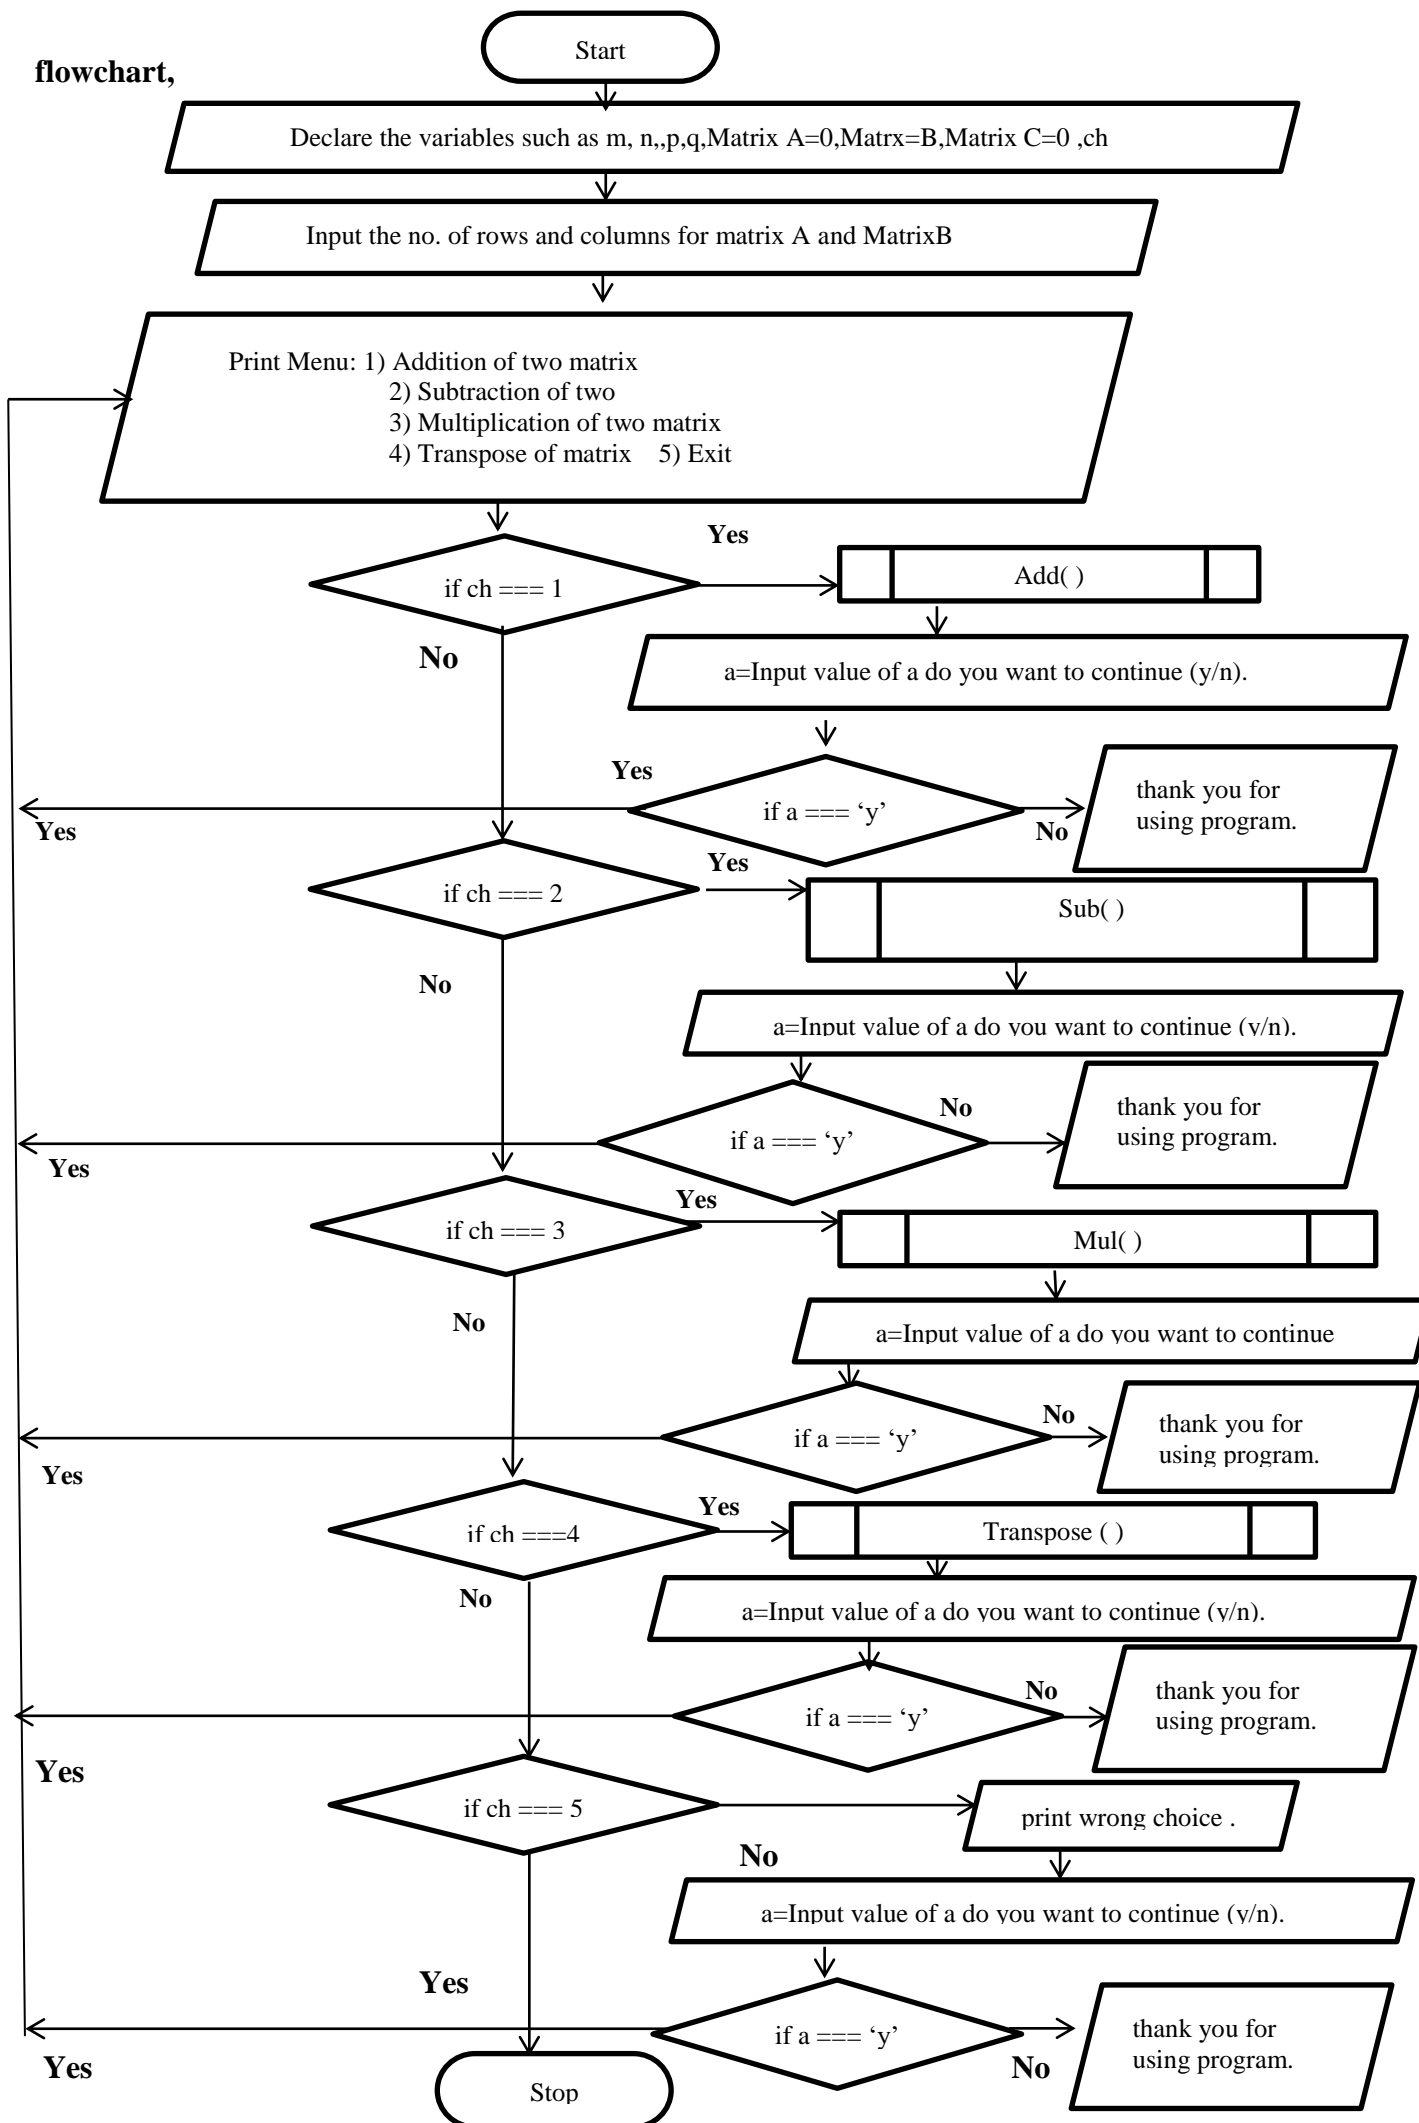 Start
flowchart,
Declare the variables such as m, n,,p,q,Matrix A=0,Matrx=B,Matrix C=0 ,ch
Input the no. of rows and columns for matrix A and MatrixB
Print Menu: 1) Addition of two matrix
2) Subtraction of two
3) Multiplication of two matrix
4) Transpose of matrix    5) Exit
Yes
if ch === 1
Add( )
No
a=Input value of a do you want to continue (y/n).
Yes
if a === ‘y’
thank you for
using program.
Yes
No
Yes
if ch === 2
Sub( )
No
a=Input value of a do you want to continue (y/n).
No
if a === ‘y’
thank you for
using program.
Yes
Yes
if ch === 3
Mul( )
No
a=Input value of a do you want to continue
No
if a === ‘y’
thank you for
using program.
Yes
Yes
if ch ===4
Transpose ( )
No
a=Input value of a do you want to continue (y/n).
No
if a === ‘y’
thank you for
using program.
Yes
if ch === 5
print wrong choice .
No
a=Input value of a do you want to continue (y/n).
Yes
if a === ‘y’
thank you for
using program.
Yes
No
Stop